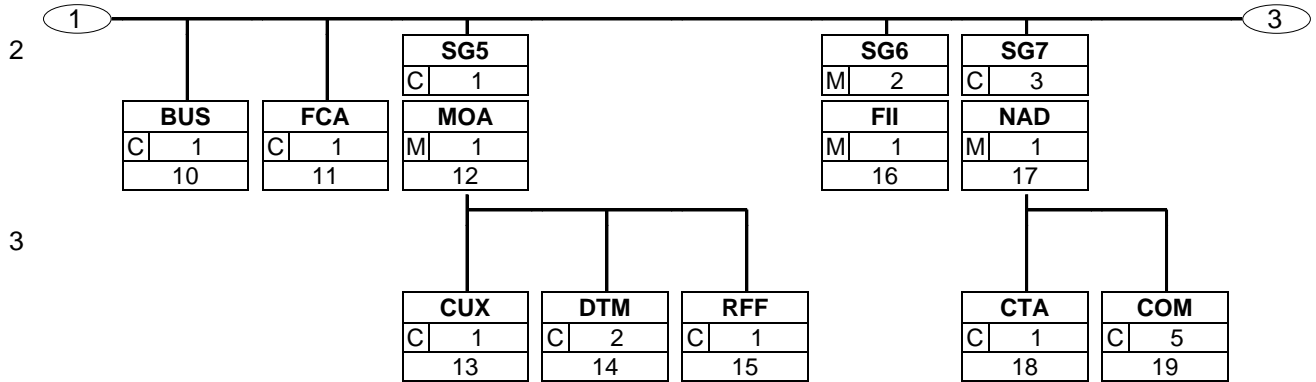 1 3
2 SG5 SG6 SG7
C 1 M 2 C 3
BUS FCA MOA FII NAD
C 1 C 1 M 1 M 1 M 1
10 11 12 16 17
3
CUX DTM RFF CTA COM
C 1 C 2 C 1 C 1 C 5
13 14 15 18 19